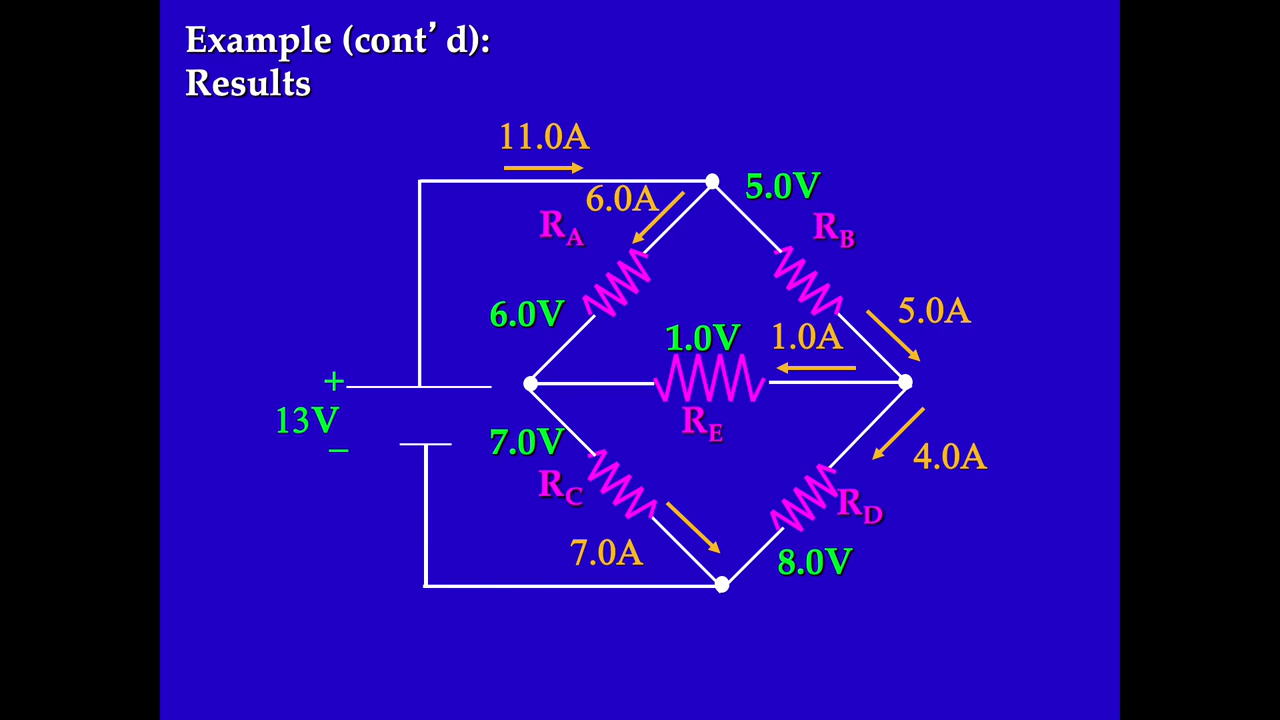 Example (cont’ d):
Results
11.0A
6.0A
5.0V
RA
RB
6.0V
5.0A
1.0V
1.0A
+
13V
–
RE
7.0V
4.0A
RC
RD
7.0A
8.0V